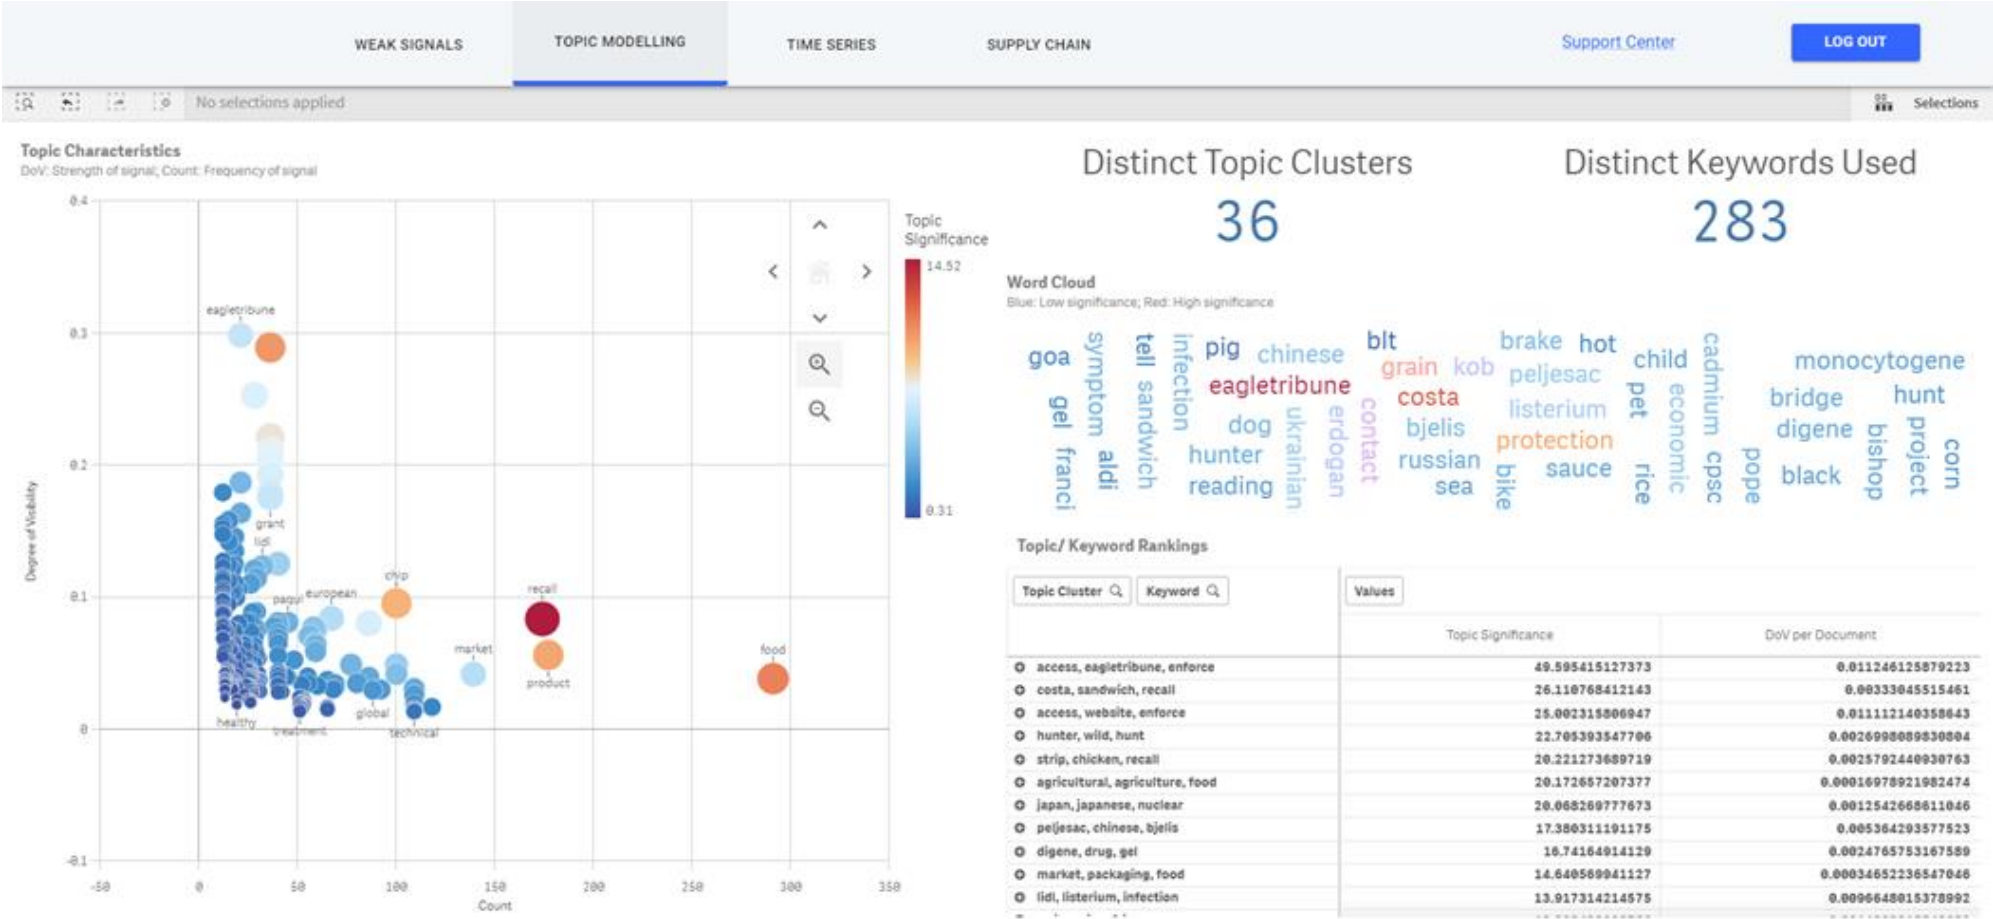 WEAK SIGNALS
TOPIC MODELLING
TIME SERIES
SUPPLY CHAIN
Support Center
LOG OUT
No selections applied
Selections
Topic Characteristics
DoV: Strength of signal; Count: Frequency of signal
0.4
0.3
0.2
0.1
0
-0.1
Degree of Visibility
-50
0
50
100
150
200
250
300
350
Count
eagletribune
grant
lidl
chip
paqui
european
recall
market
product
food
healthy
treatment
global
technical
Topic
Significance
14.52
0.31
Distinct Topic Clusters
36
Distinct Keywords Used
283
Word Cloud
Blue: Low significance; Red: High significance
goa
symptom
tell
infection
pig
chinese
blt
grain
kob
brake
hot
child
cadmium
monocytogene
eagletribune
costa
peljesac
pet
economic
bridge
hunt
gel
sandwich
dog
ukrainian
erdogan
contact
bjelis
listerium
protection
digene
bishop
project
corn
franci
aldi
hunter
reading
russian
sea
bike
sauce
rice
cpsc
pope
black
Topic/ Keyword Rankings
Topic Cluster
Keyword
Values
Topic Significance
DoV per Document
access, eagletribune, enforce 49.595415127373 0.011246125879223
costa, sandwich, recall 26.110768412143 0.00333045515461
access, website, enforce 25.002315806947 0.011112140358643
hunter, wild, hunt 22.705393547706 0.0026998089830804
strip, chicken, recall 20.221273689719 0.0025792440930763
agricultural, agriculture, food 20.172657207377 0.00016978921982474
japan, japanese, nuclear 20.068269777673 0.0012542668611046
peljesac, chinese, bjelis 17.380311191175 0.005364293577523
digene, drug, gel 16.74164914129 0.0024765753167589
market, packaging, food 14.640569941127 0.00034652236547046
lidl, listerium, infection 13.917314214575 0.0096648015378992